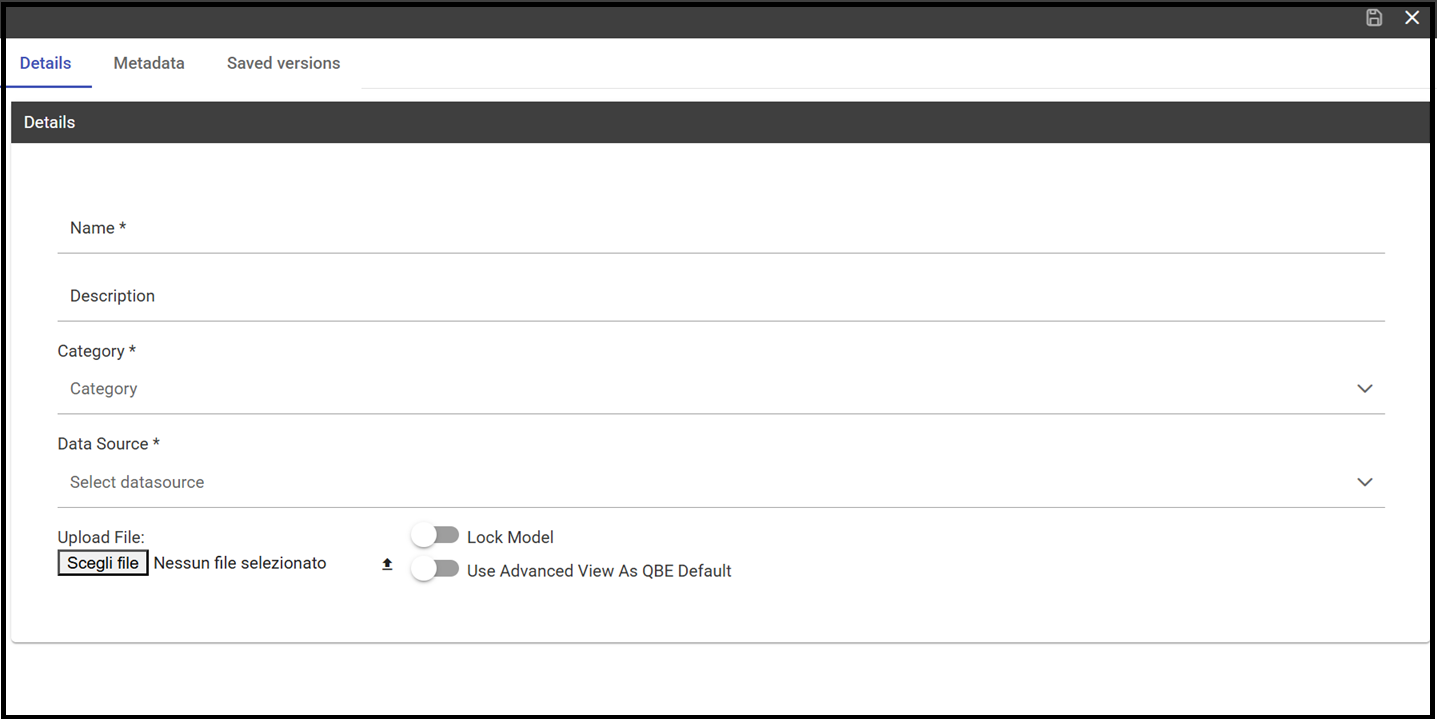 Details Metadata Saved versions
Details
Name *
Description
Category *
Category
Data Source *
Select datasource
Upload File:
Scegli file Nessun file selezionato
Lock Model
Use Advanced View As QBE Default